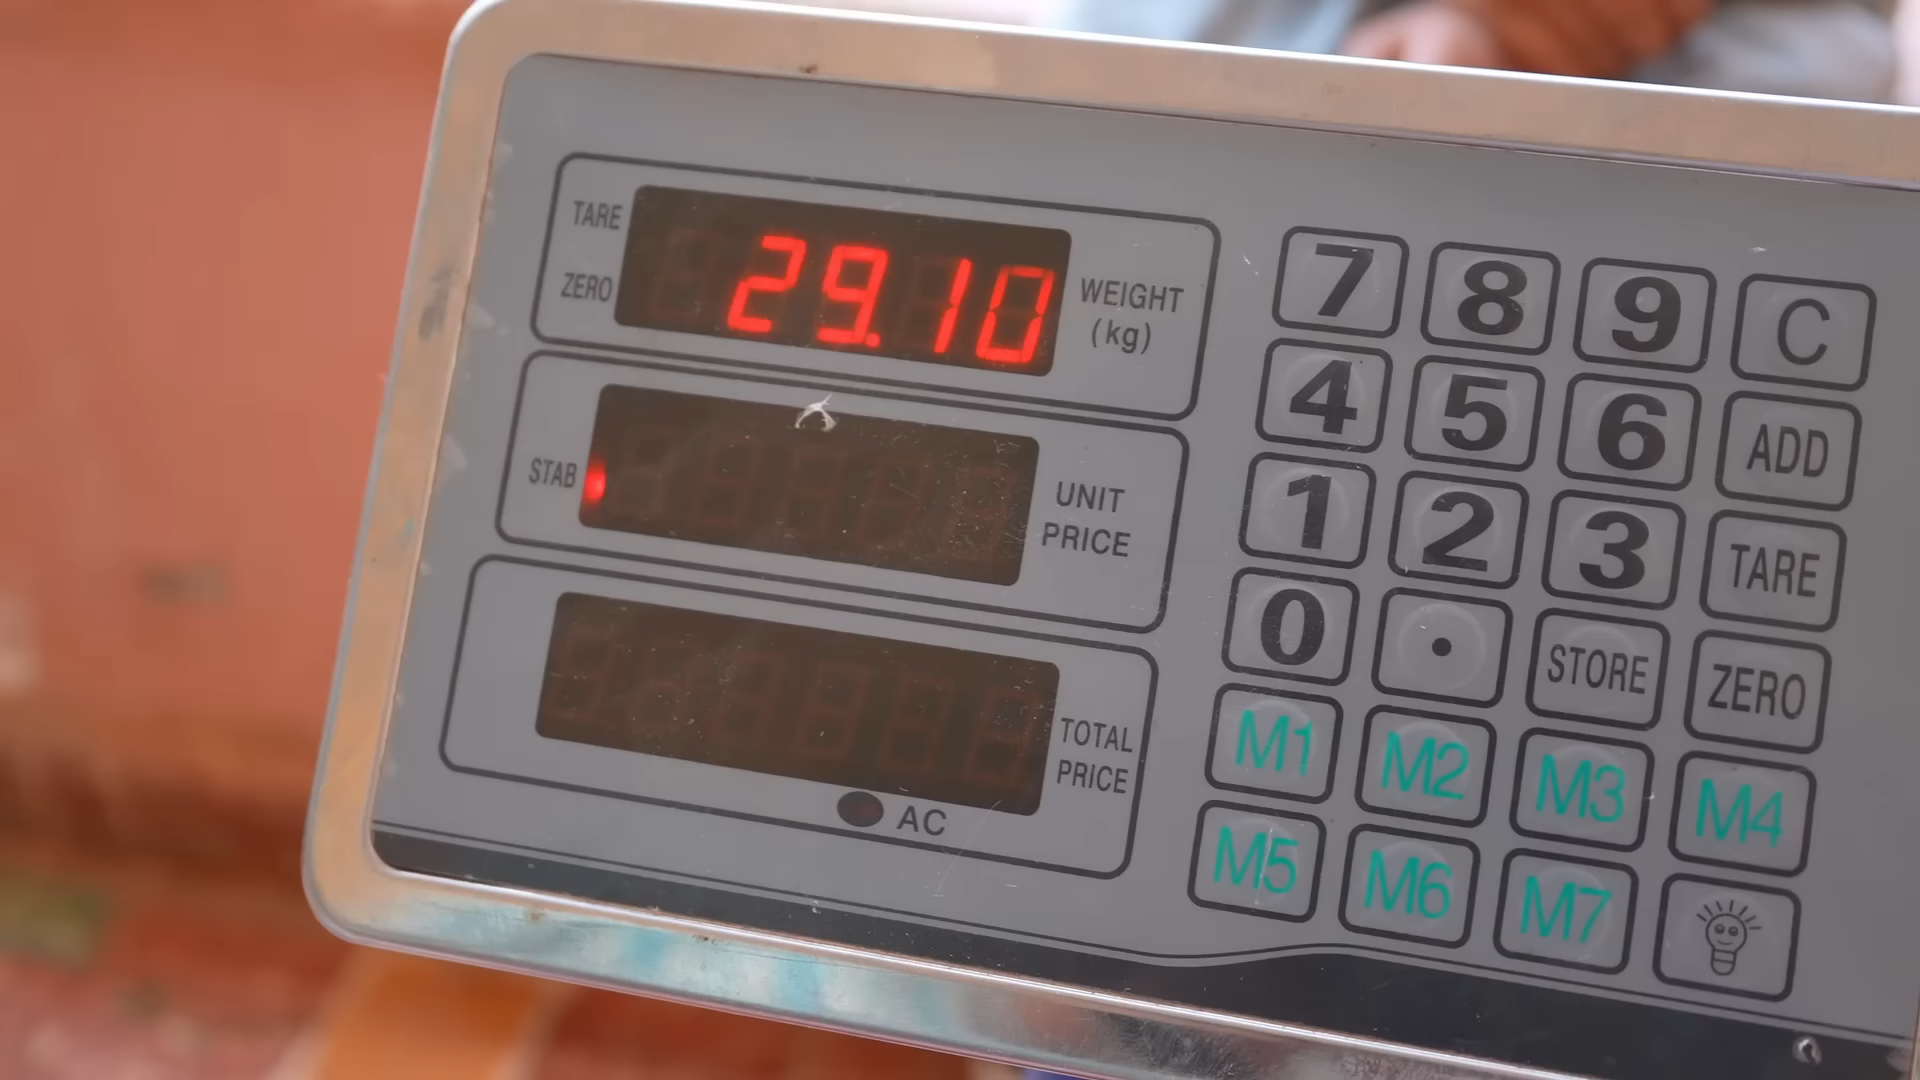 TARE
ZERO
29.10
WEIGHT
(kg)
STAB
UNIT
PRICE
TOTAL
PRICE
AC
7 8 9 C
4 5 6 ADD
1 2 3 TARE
0 . STORE ZERO
M1 M2 M3 M4
M5 M6 M7